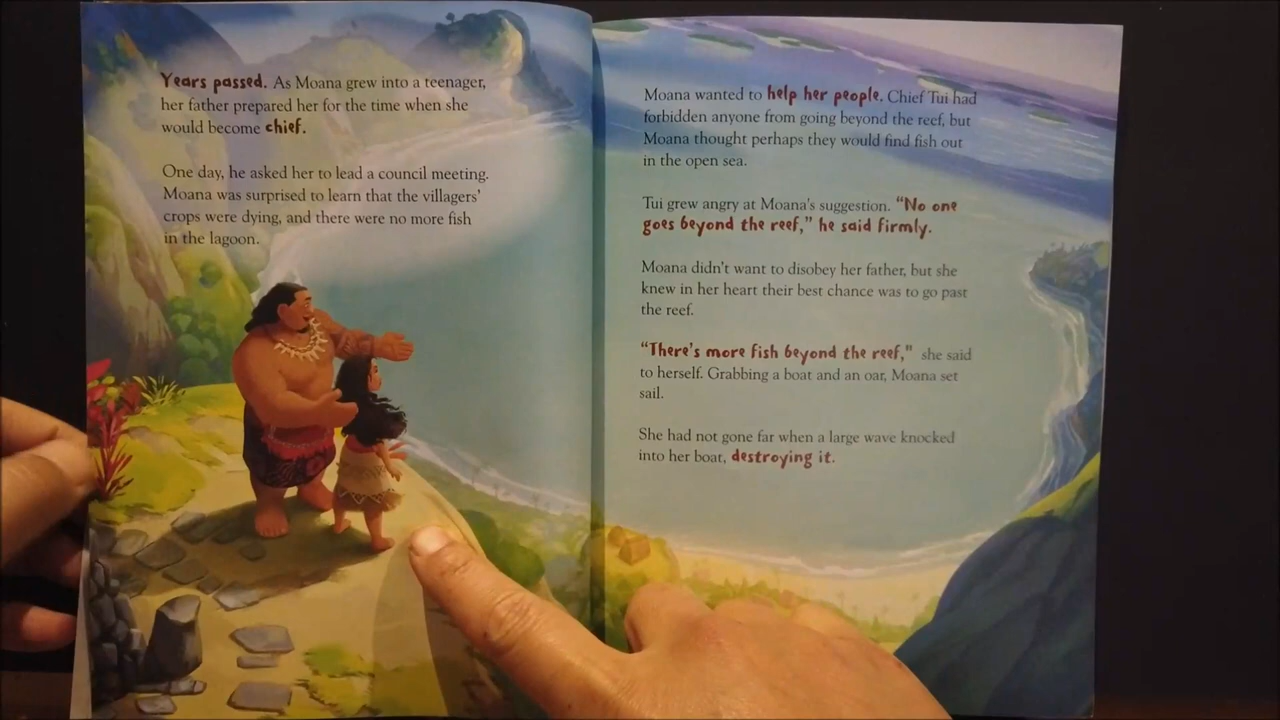 Years passed. As Moana grew into a teenager,
her father prepared her for the time when she
would become chief.
One day, he asked her to lead a council meeting.
Moana was surprised to learn that the villagers'
crops were dying, and there were no more fish
in the lagoon.
Moana wanted to help her people. Chief Tui had
forbidden anyone from going beyond the reef, but
Moana thought perhaps they would find fish out
in the open sea.
Tui grew angry at Moana's suggestion. "No one
goes beyond the reef," he said firmly.
Moana didn't want to disobey her father, but she
knew in her heart their best chance was to go past
the reef.
"There's more fish beyond the reef," she said
to herself. Grabbing a boat and an oar, Moana set
sail.
She had not gone far when a large wave knocked
into her boat, destroying it.